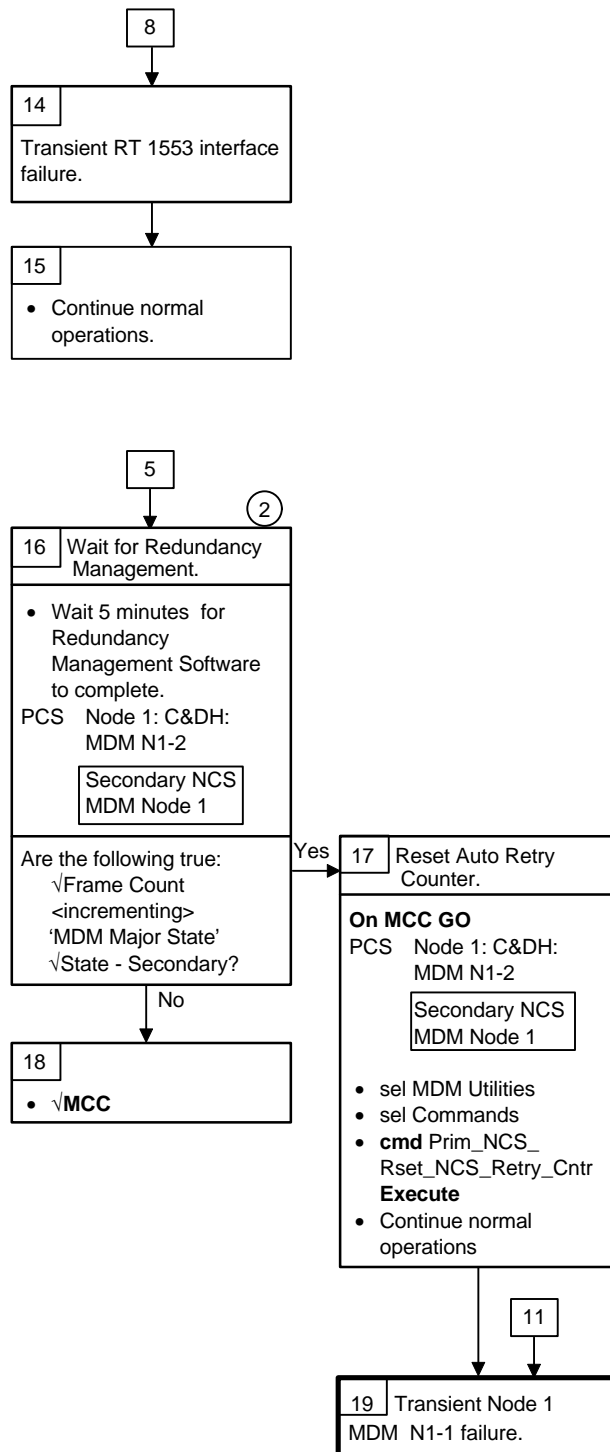 8
14
Transient RT 1553 interface
failure.
15
• Continue normal
operations.
5
2
16 Wait for Redundancy
Management.
• Wait 5 minutes for
Redundancy
Management Software
to complete.
PCS Node 1: C&DH:
MDM N1-2
Secondary NCS
MDM Node 1
Are the following true:
√Frame Count
<incrementing>
‘MDM Major State’
√State - Secondary?
Yes
No
17 Reset Auto Retry
Counter.
On MCC GO
PCS Node 1: C&DH:
MDM N1-2
Secondary NCS
MDM Node 1
• sel MDM Utilities
• sel Commands
• cmd Prim_NCS_
Rset_NCS_Retry_Cntr
Execute
• Continue normal
operations
18
• √MCC
11
19 Transient Node 1
MDM N1-1 failure.